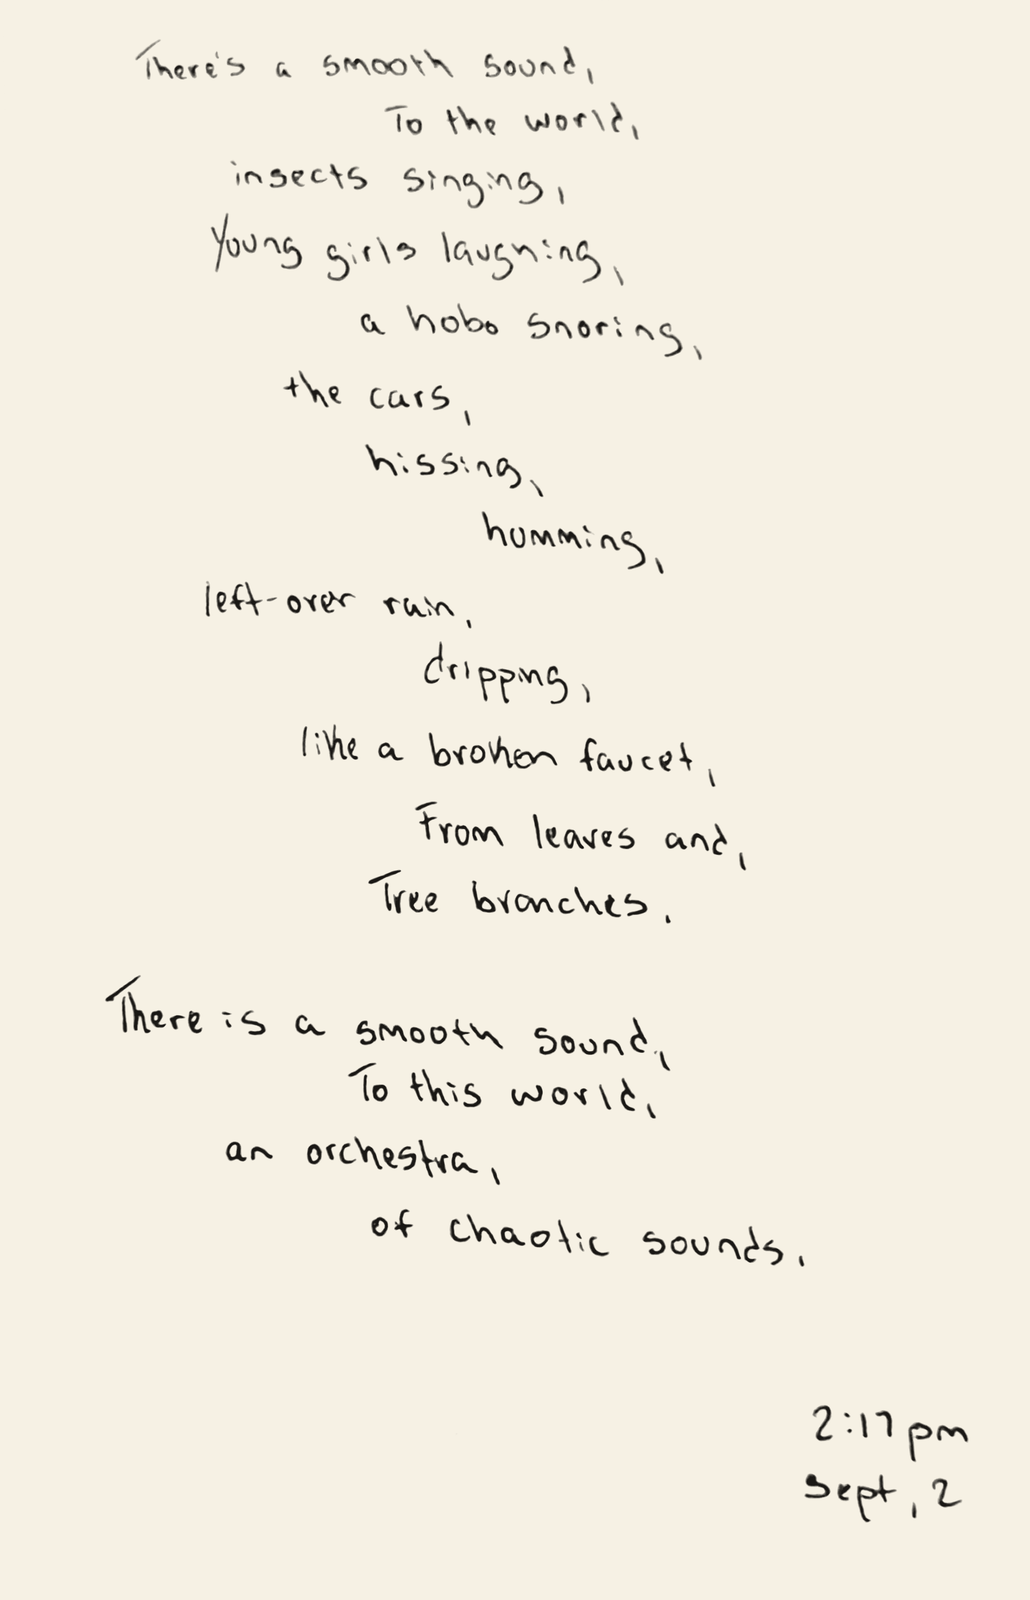 There's a smooth sound,
To the world,
insects singing,
Young girls laughing,
a hobo snoring,
the cars,
hissing,
humming,
left-over rain,
dripping,
like a broken faucet,
From leaves and,
Tree branches.
There is a smooth sound,
To this world,
an orchestra,
of chaotic sounds.
2:17 pm
Sept, 2